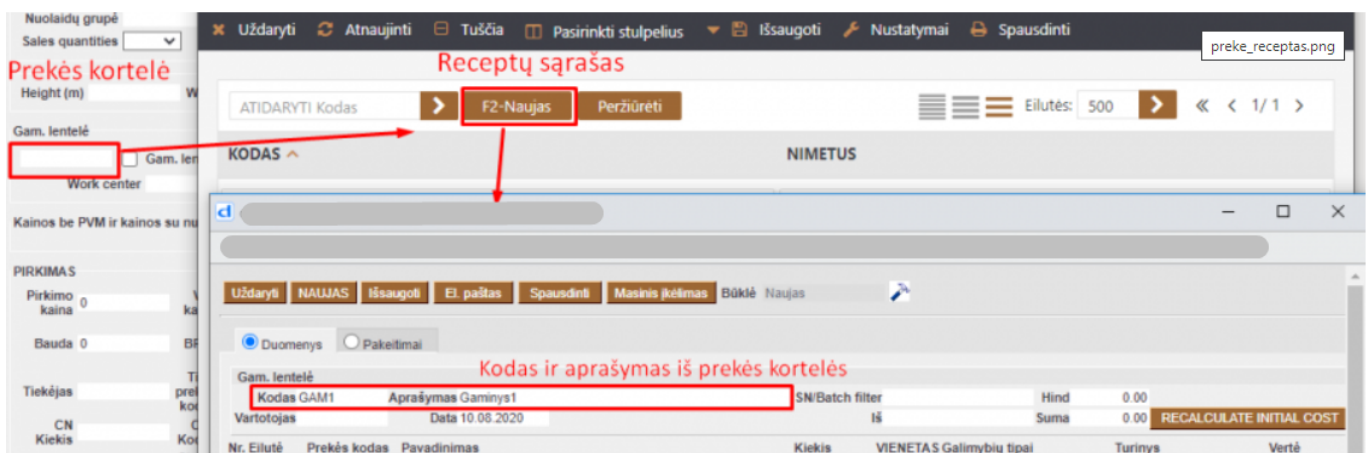 Nuolaidų grupė
Sales quantities
Uždaryti Atnaujinti Tuščia Pasirinkti stulpelius Išsaugoti Nustatymai Spausdinti
preke_receptas.png
Prekės kortelė
Receptų sąrašas
Height (m) W
ATIDARYTI Kodas F2-Naujas Peržiūrėti Eilutės: 500 1/ 1
Gam. lentelė
Gam. len
KODAS NIMETUS
Work center
Kainos be PVM ir kainos su nu
PIRKIMAS
Pirkimo kaina 0
ka
Uždaryti NAUJAS Išsaugoti El. paštas Spausdinti Masinis įkėlimas Būklė Naujas
Bauda 0
Duomenys Pakeitimai
Kodas ir aprašymas iš prekės kortelės
Gam. lentelė
Tiekėjas
prek
kod
Kodas GAM1 Aprašymas Gaminys1 SN/Batch filter Hind 0.00
Vartotojas Data 10.08.2020 Iš Suma 0.00 RECALCULATE INITIAL COST
CN
Kiekis
Nr. Eilutė Prekės kodas Pavadinimas Kiekis VIENETAS Galimybių tipai Turinys Vertė